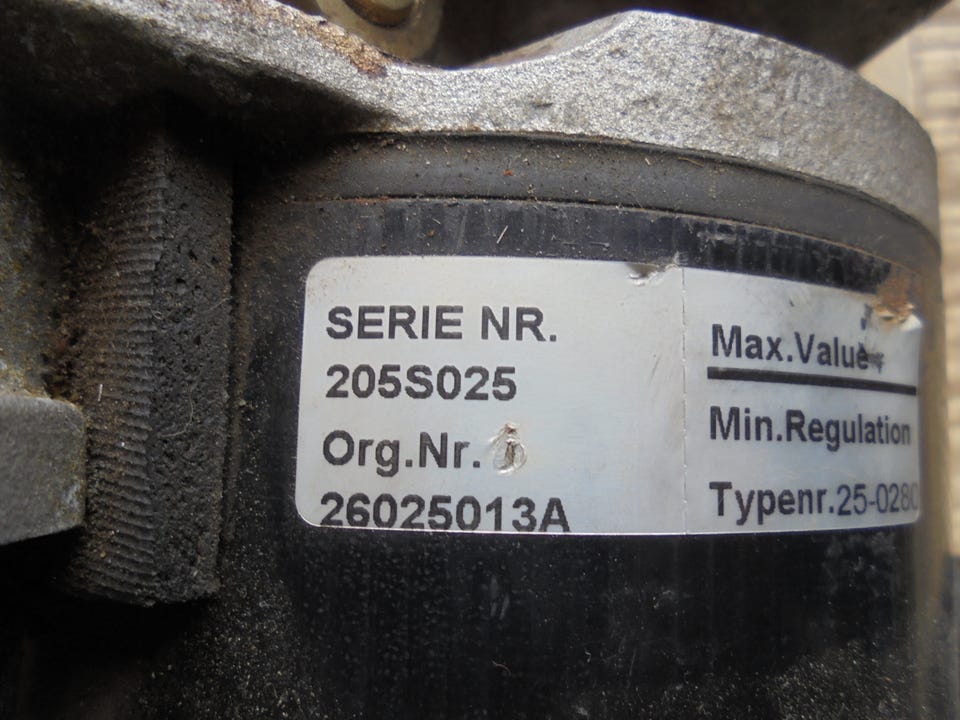 SERIE NR.
205S025
Org.Nr.
26025013A
Max.Value
Min.Regulation
Typenr.25-0280